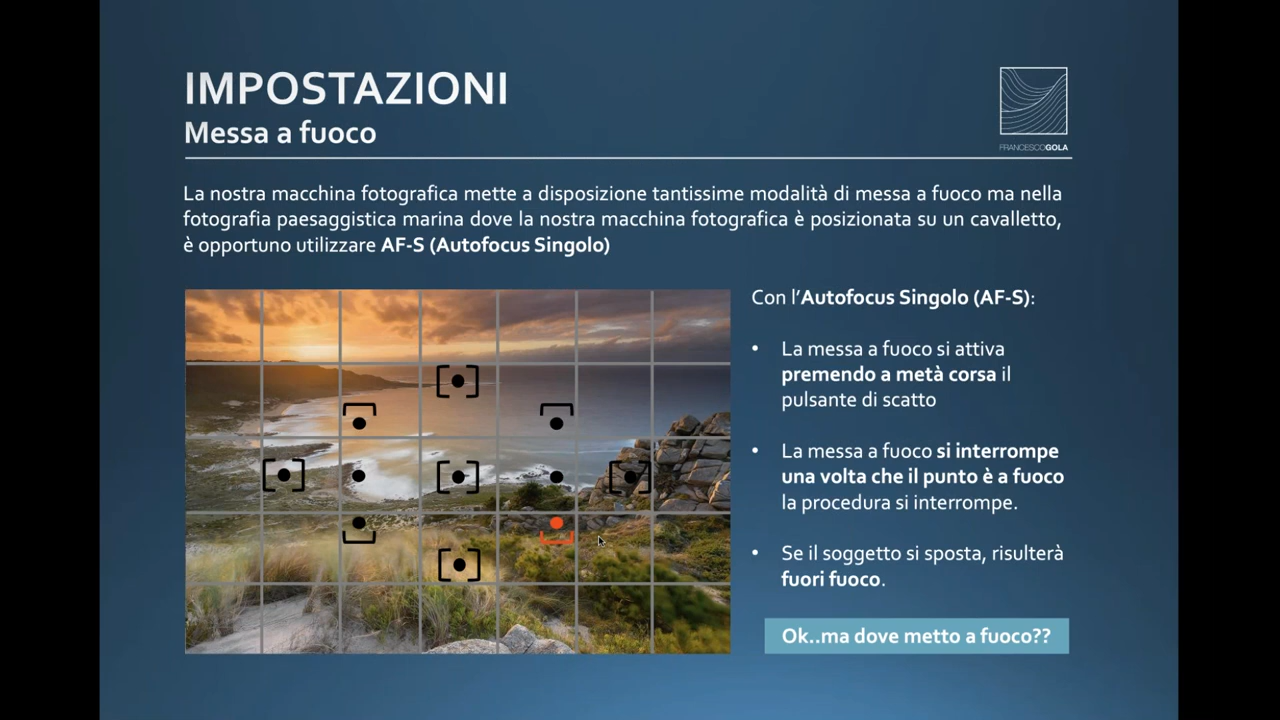 IMPOSTAZIONI
Messa a fuoco
FRANCESCOGOLA
La nostra macchina fotografica mette a disposizione tantissime modalità di messa a fuoco ma nella
fotografia paesaggistica marina dove la nostra macchina fotografica è posizionata su un cavalletto,
è opportuno utilizzare AF-S (Autofocus Singolo)
Con l'Autofocus Singolo (AF-S):
• La messa a fuoco si attiva
premendo a metà corsa il
pulsante di scatto
• La messa a fuoco si interrompe
una volta che il punto è a fuoco
la procedura si interrompe.
• Se il soggetto si sposta, risulterà
fuori fuoco.
Ok..ma dove metto a fuoco??